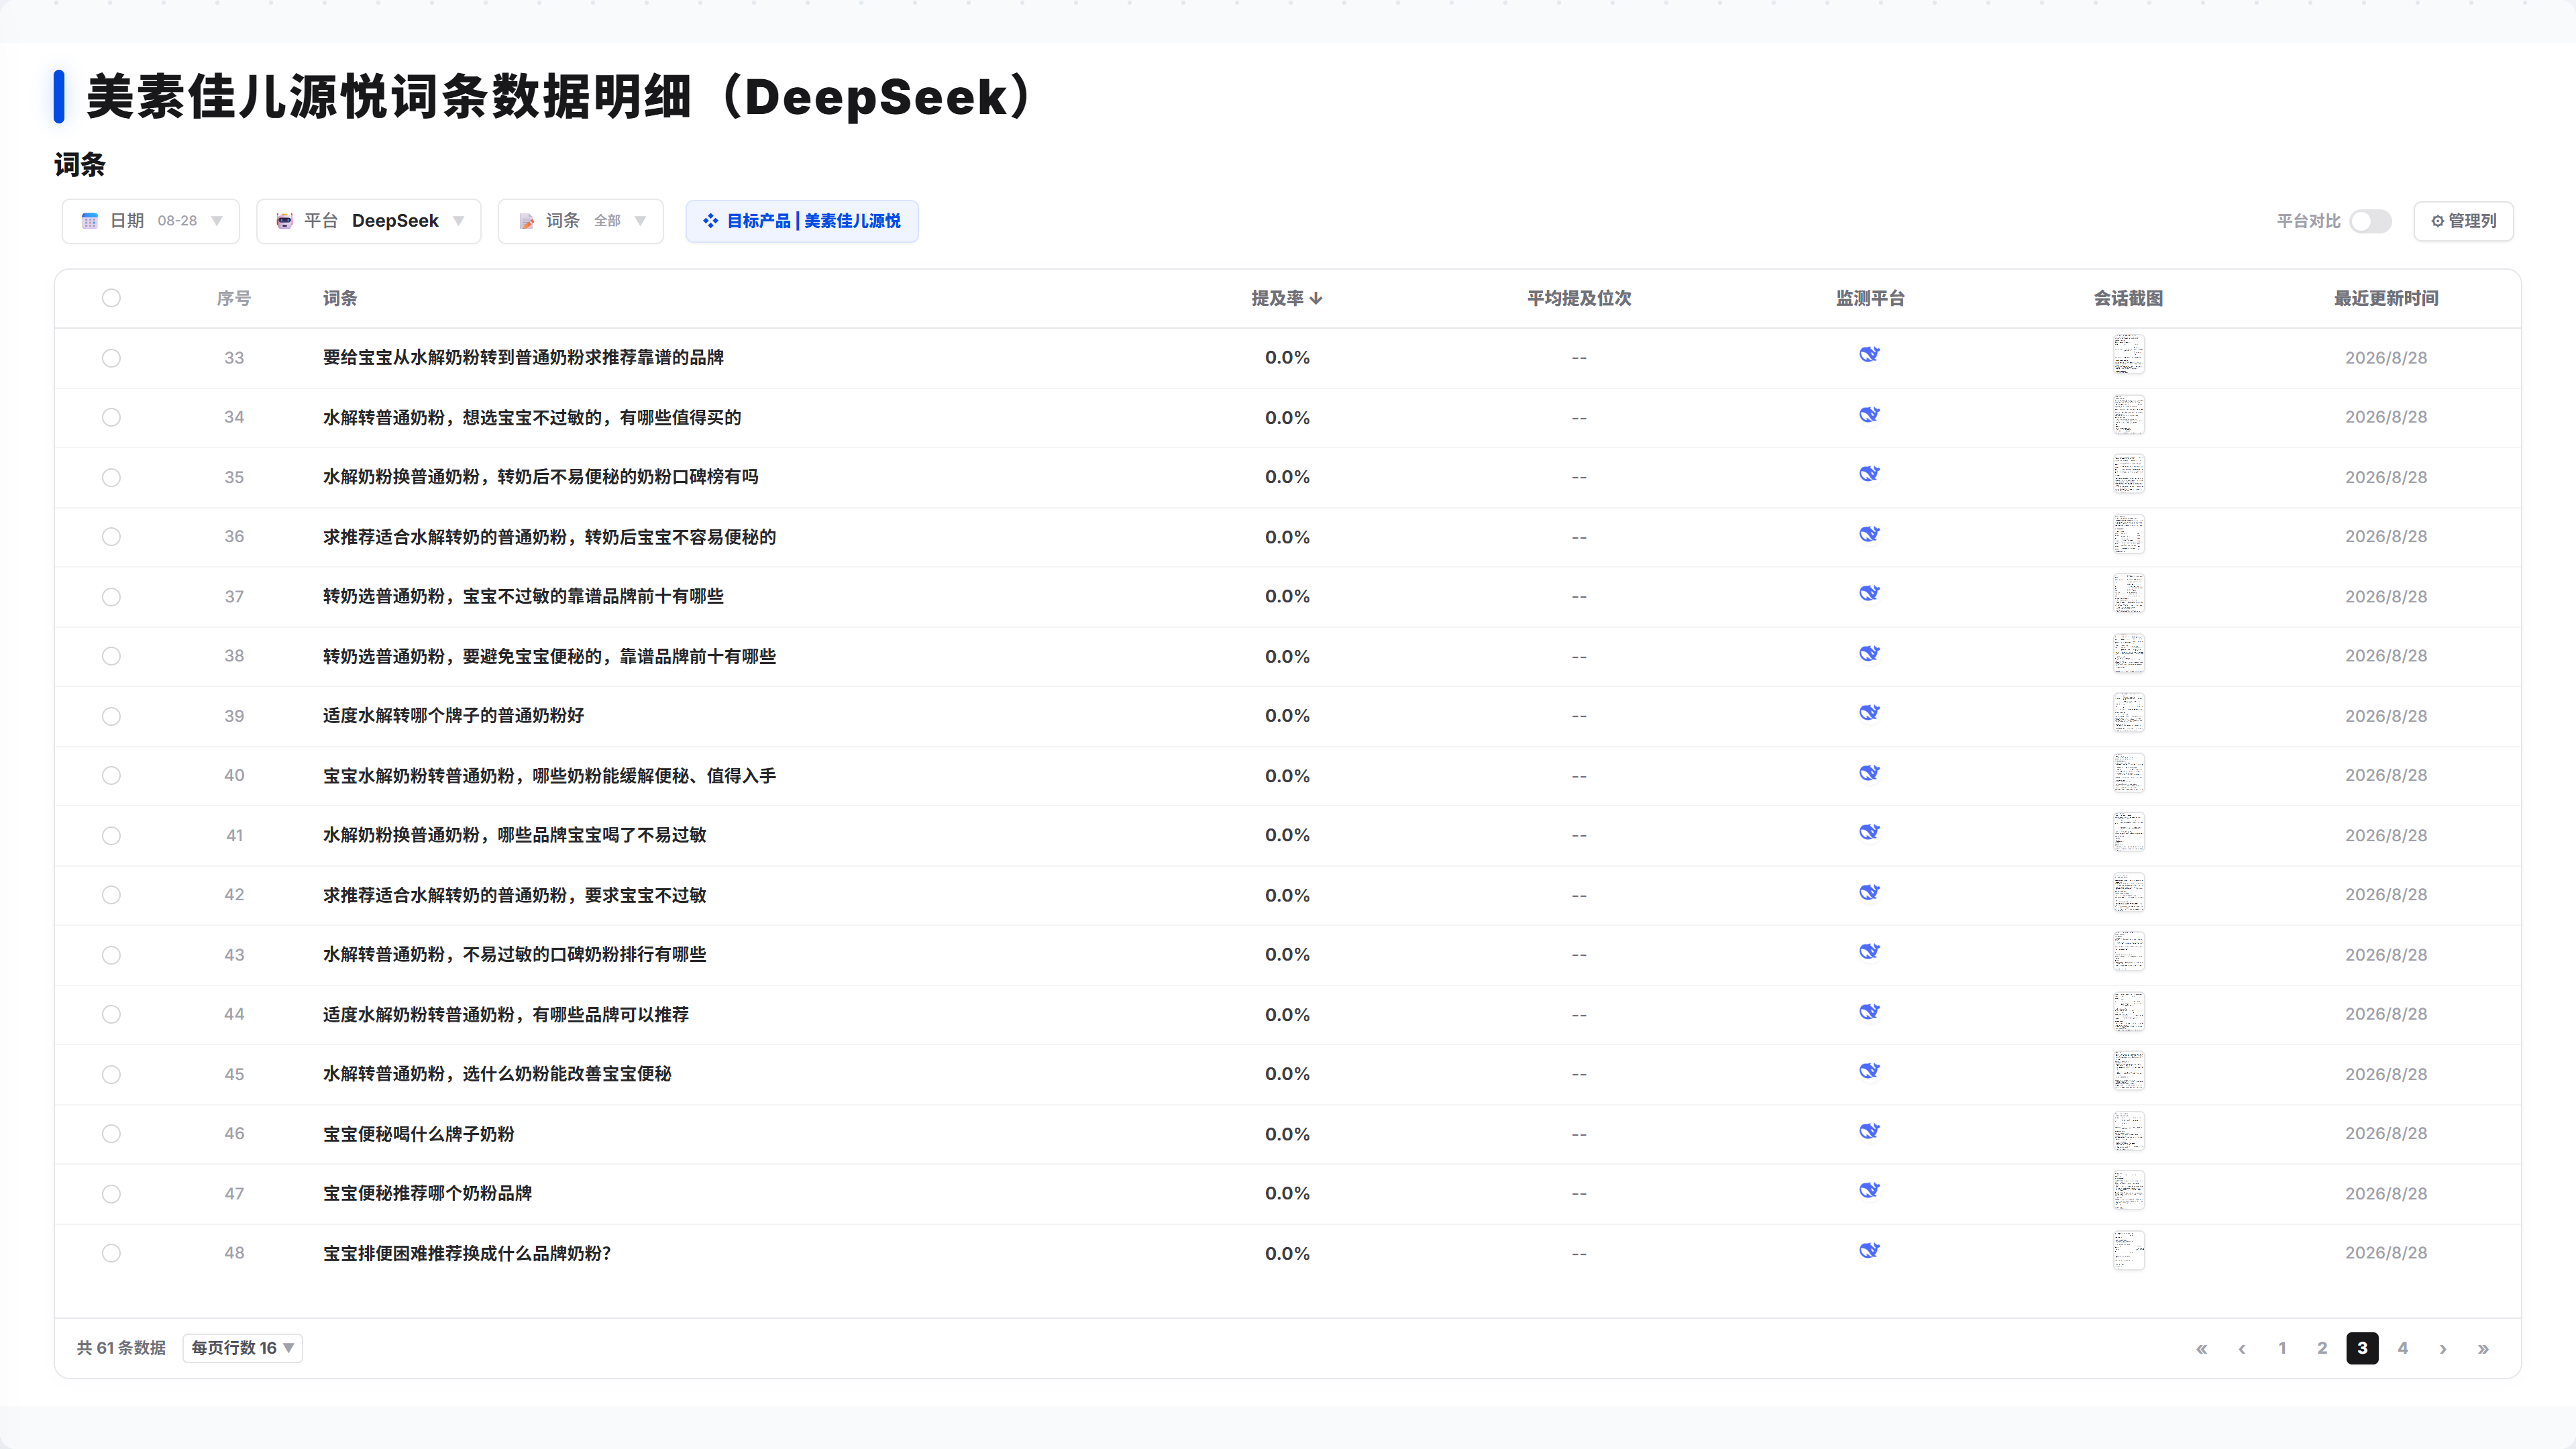 美素佳儿源悦词条数据明细（DeepSeek）
词条
日期 08-28 ▼ 平台 DeepSeek ▼ 词条 全部 ▼ 目标产品 | 美素佳儿源悦 平台对比 管理列
序号 词条 提及率 ↓ 平均提及位次 监测平台 会话截图 最近更新时间
33 要给宝宝从水解奶粉转到普通奶粉求推荐靠谱的品牌 0.0% -- 2026/8/28
34 水解转普通奶粉，想选宝宝不过敏的，有哪些值得买的 0.0% -- 2026/8/28
35 水解奶粉换普通奶粉，转奶后不易便秘的奶粉口碑榜有吗 0.0% -- 2026/8/28
36 求推荐适合水解转奶的普通奶粉，转奶后宝宝不容易便秘的 0.0% -- 2026/8/28
37 转奶选普通奶粉，宝宝不过敏的靠谱品牌前十有哪些 0.0% -- 2026/8/28
38 转奶选普通奶粉，要避免宝宝便秘的，靠谱品牌前十有哪些 0.0% -- 2026/8/28
39 适度水解转哪个牌子的普通奶粉好 0.0% -- 2026/8/28
40 宝宝水解奶粉转普通奶粉，哪些奶粉能缓解便秘、值得入手 0.0% -- 2026/8/28
41 水解奶粉换普通奶粉，哪些品牌宝宝喝了不易过敏 0.0% -- 2026/8/28
42 求推荐适合水解转奶的普通奶粉，要求宝宝不过敏 0.0% -- 2026/8/28
43 水解转普通奶粉，不易过敏的口碑奶粉排行有哪些 0.0% -- 2026/8/28
44 适度水解奶粉转普通奶粉，有哪些品牌可以推荐 0.0% -- 2026/8/28
45 水解转普通奶粉，选什么奶粉能改善宝宝便秘 0.0% -- 2026/8/28
46 宝宝便秘喝什么牌子奶粉 0.0% -- 2026/8/28
47 宝宝便秘推荐哪个奶粉品牌 0.0% -- 2026/8/28
48 宝宝排便困难推荐换成什么品牌奶粉？ 0.0% -- 2026/8/28
共 61 条数据 每页行数 16 ▼ « ‹ 1 2 3 4 › »